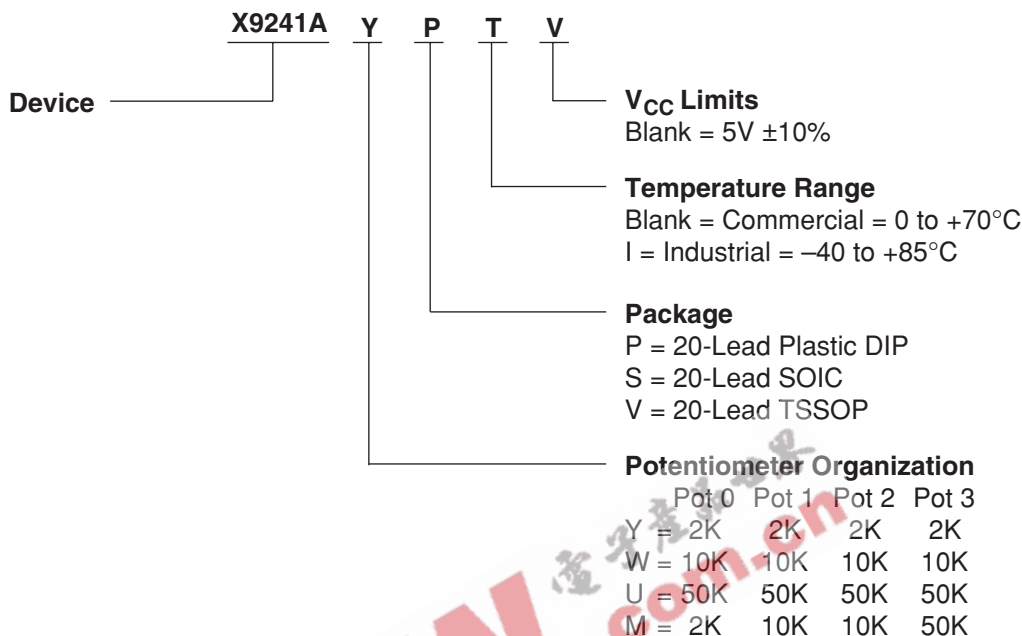 X9241A Y P T V
Device
VCC Limits
Blank = 5V ±10%
Temperature Range
Blank = Commercial = 0 to +70°C
I = Industrial = –40 to +85°C
Package
P = 20-Lead Plastic DIP
S = 20-Lead SOIC
V = 20-Lead TSSOP
Potentiometer Organization
Pot 0 Pot 1 Pot 2 Pot 3
Y = 2K 2K 2K 2K
W = 10K 10K 10K 10K
U = 50K 50K 50K 50K
M = 2K 10K 10K 50K
.com.cn